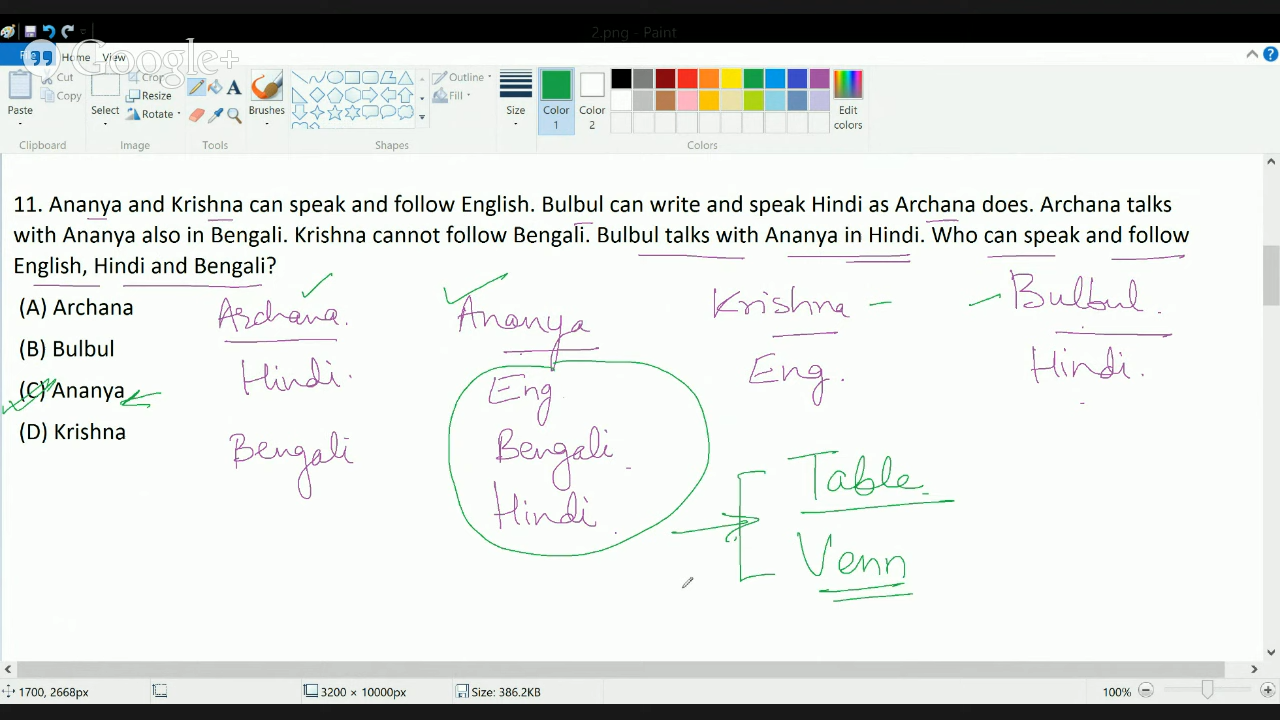 2.png - Paint
Google+
File
Home
View
Paste
Cut
Copy
Clipboard
Select
Crop
Resize
Rotate
Image
A
Tools
Brushes
Shapes
Outline
Fill
Size
Color
1
Color
2
Edit
colors
Colors
11. Ananya and Krishna can speak and follow English. Bulbul can write and speak Hindi as Archana does. Archana talks
with Ananya also in Bengali. Krishna cannot follow Bengali. Bulbul talks with Ananya in Hindi. Who can speak and follow
English, Hindi and Bengali?
(A) Archana
(B) Bulbul
(C) Ananya
(D) Krishna
Archana. Ananya Krishna - Bulbul.
Hindi. Eng Eng. Hindi.
Bengali Bengali
Hindi
Table
Venn
1700, 2668px
3200 × 10000px
Size: 386.2KB
100%